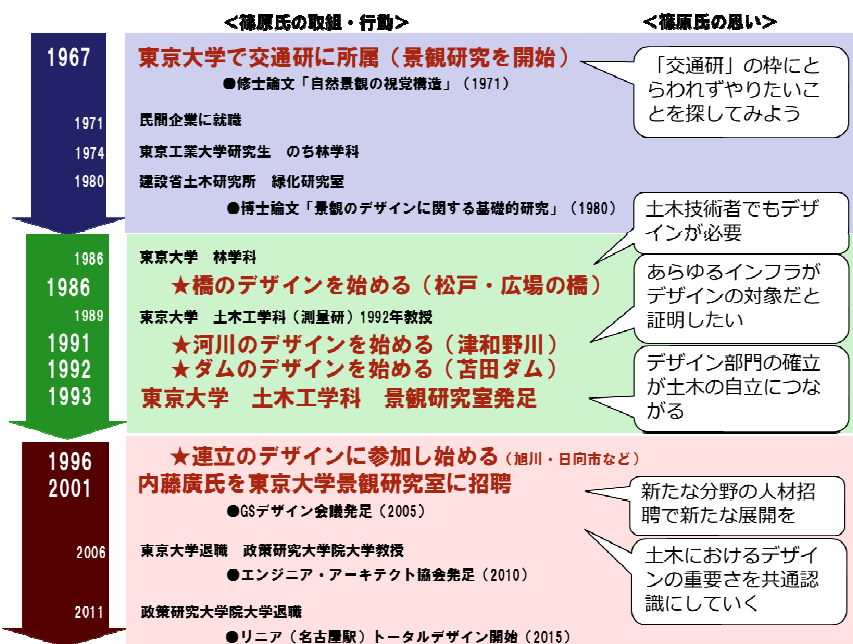 <篠原氏の取組・行動>
<篠原氏の思い>
1967 東京大学で交通研に所属（景観研究を開始）
●修士論文「自然景観の視覚構造」（1971）
「交通研」の枠にと
らわれずやりたいこ
とを探してみよう
1971 民間企業に就職
1974 東京工業大学研究生　のち林学科
1980 建設省土木研究所　緑化研究室
●博士論文「景観のデザインに関する基礎的研究」（1980）
土木技術者でもデザ
インが必要
1986 東京大学　林学科
1986 ★橋のデザインを始める（松戸・広場の橋）
あらゆるインフラが
デザインの対象だと
証明したい
1989 東京大学　土木工学科（測量研）1992年教授
1991 ★河川のデザインを始める（津和野川）
1992 ★ダムのデザインを始める（苫田ダム）
1993 東京大学　土木工学科　景観研究室発足
デザイン部門の確立
が土木の自立につな
がる
1996 ★連立のデザインに参加し始める（旭川・日向市など）
2001 内藤廣氏を東京大学景観研究室に招聘
●GSデザイン会議発足（2005）
新たな分野の人材招
聘で新たな展開を
2006 東京大学退職　政策研究大学院大学教授
●エンジニア・アーキテクト協会発足（2010）
土木におけるデザイ
ンの重要さを共通認
識にしていく
2011 政策研究大学院大学退職
●リニア（名古屋駅）トータルデザイン開始（2015）